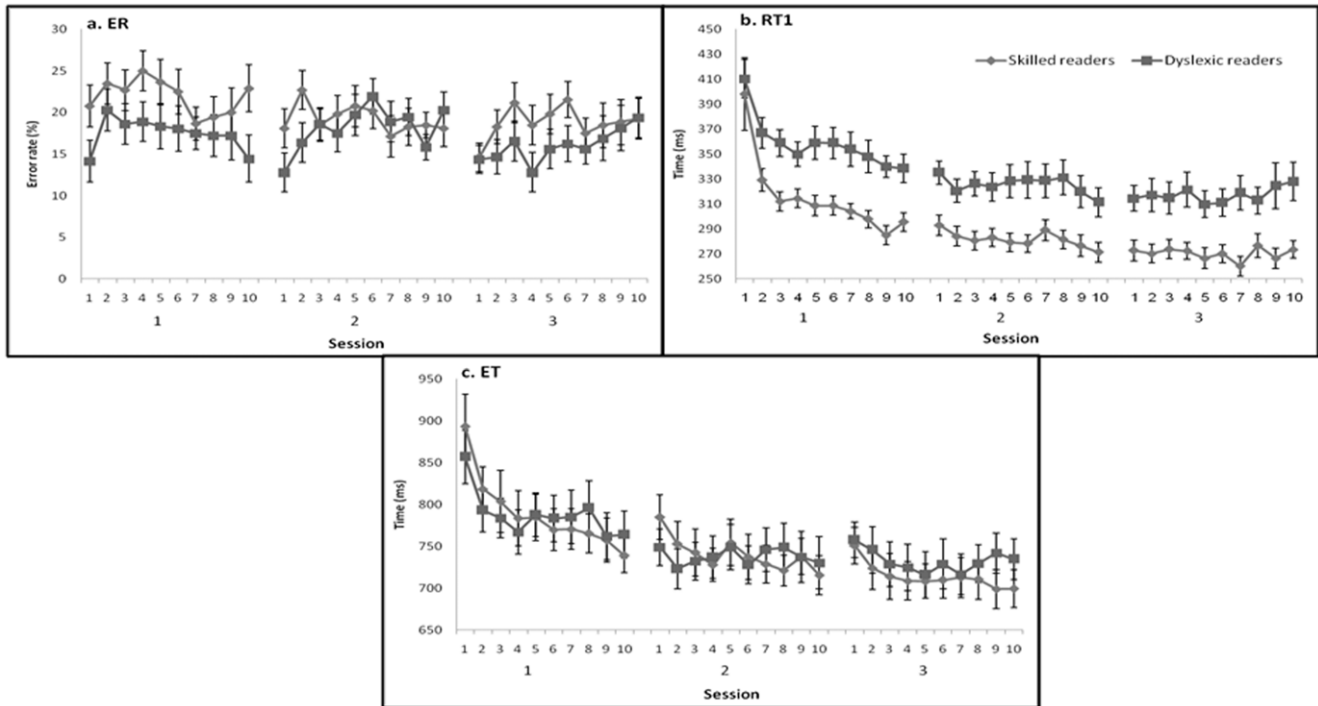 a. ER
30
25
20
15
10
5
0
Error rate (%)
1 2 3 4 5 6 7 8 9 10 1 2 3 4 5 6 7 8 9 10 1 2 3 4 5 6 7 8 9 10
1 2 3
Session
b. RT1
450
430
410
390
370
350
330
310
290
270
250
Time (ms)
Skilled readers Dyslexic readers
1 2 3 4 5 6 7 8 9 10 1 2 3 4 5 6 7 8 9 10 1 2 3 4 5 6 7 8 9 10
1 2 3
Session
c. ET
950
900
850
800
750
700
650
Time (ms)
1 2 3 4 5 6 7 8 9 10 1 2 3 4 5 6 7 8 9 10 1 2 3 4 5 6 7 8 9 10
1 2 3
Session